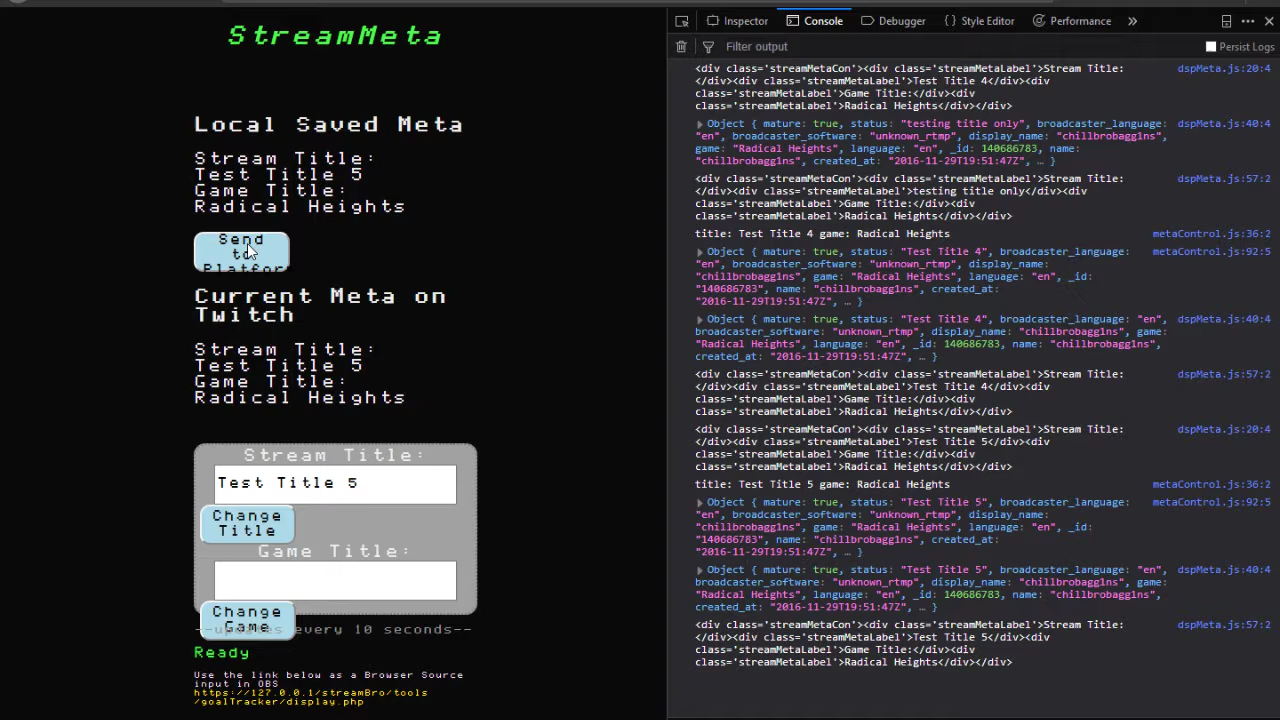 StreamMeta
Local Saved Meta
Stream Title:
Test Title 5
Game Title:
Radical Heights
Send
to
Platfor
Current Meta on
Twitch
Stream Title:
Test Title 5
Game Title:
Radical Heights
Stream Title:
Test Title 5
Change
Title
Game Title:
Change
Game
--updates every 10 seconds--
Ready
Use the link below as a Browser Source
input in OBS
https://127.0.0.1/streamBro/tools
/goalTracker/display.php
Inspector Console Debugger Style Editor Performance
Filter output Persist Logs
<div class='streamMetaCon'><div class='streamMetaLabel'>Stream Title: dspMeta.js:20:4
</div><div class='streamMetaLabel'>Test Title 4</div><div
class='streamMetaLabel'>Game Title:</div><div
class='streamMetaLabel'>Radical Heights</div></div>
Object { mature: true, status: "testing title only", broadcaster_language: dspMeta.js:40:4
"en", broadcaster_software: "unknown_rtmp", display_name: "chillbrobagg1ns",
game: "Radical Heights", language: "en", _id: 140686783, name:
"chillbrobagg1ns", created_at: "2016-11-29T19:51:47Z", … }
<div class='streamMetaCon'><div class='streamMetaLabel'>Stream Title: dspMeta.js:57:2
</div><div class='streamMetaLabel'>testing title only</div><div
class='streamMetaLabel'>Game Title:</div><div
class='streamMetaLabel'>Radical Heights</div></div>
title: Test Title 4 game: Radical Heights metaControl.js:36:2
Object { mature: true, status: "Test Title 4", broadcaster_language: metaControl.js:92:5
"en", broadcaster_software: "unknown_rtmp", display_name:
"chillbrobagg1ns", game: "Radical Heights", language: "en", _id:
"140686783", name: "chillbrobagg1ns", created_at:
"2016-11-29T19:51:47Z", … }
Object { mature: true, status: "Test Title 4", broadcaster_language: "en", dspMeta.js:40:4
broadcaster_software: "unknown_rtmp", display_name: "chillbrobagg1ns", game:
"Radical Heights", language: "en", _id: 140686783, name: "chillbrobagg1ns",
created_at: "2016-11-29T19:51:47Z", … }
<div class='streamMetaCon'><div class='streamMetaLabel'>Stream Title: dspMeta.js:57:2
</div><div class='streamMetaLabel'>Test Title 4</div><div
class='streamMetaLabel'>Game Title:</div><div
class='streamMetaLabel'>Radical Heights</div></div>
<div class='streamMetaCon'><div class='streamMetaLabel'>Stream Title: dspMeta.js:20:4
</div><div class='streamMetaLabel'>Test Title 5</div><div
class='streamMetaLabel'>Game Title:</div><div
class='streamMetaLabel'>Radical Heights</div></div>
title: Test Title 5 game: Radical Heights metaControl.js:36:2
Object { mature: true, status: "Test Title 5", broadcaster_language: metaControl.js:92:5
"en", broadcaster_software: "unknown_rtmp", display_name:
"chillbrobagg1ns", game: "Radical Heights", language: "en", _id:
"140686783", name: "chillbrobagg1ns", created_at:
"2016-11-29T19:51:47Z", … }
Object { mature: true, status: "Test Title 5", broadcaster_language: "en", dspMeta.js:40:4
broadcaster_software: "unknown_rtmp", display_name: "chillbrobagg1ns", game:
"Radical Heights", language: "en", _id: 140686783, name: "chillbrobagg1ns",
created_at: "2016-11-29T19:51:47Z", … }
<div class='streamMetaCon'><div class='streamMetaLabel'>Stream Title: dspMeta.js:57:2
</div><div class='streamMetaLabel'>Test Title 5</div><div
class='streamMetaLabel'>Game Title:</div><div
class='streamMetaLabel'>Radical Heights</div></div>